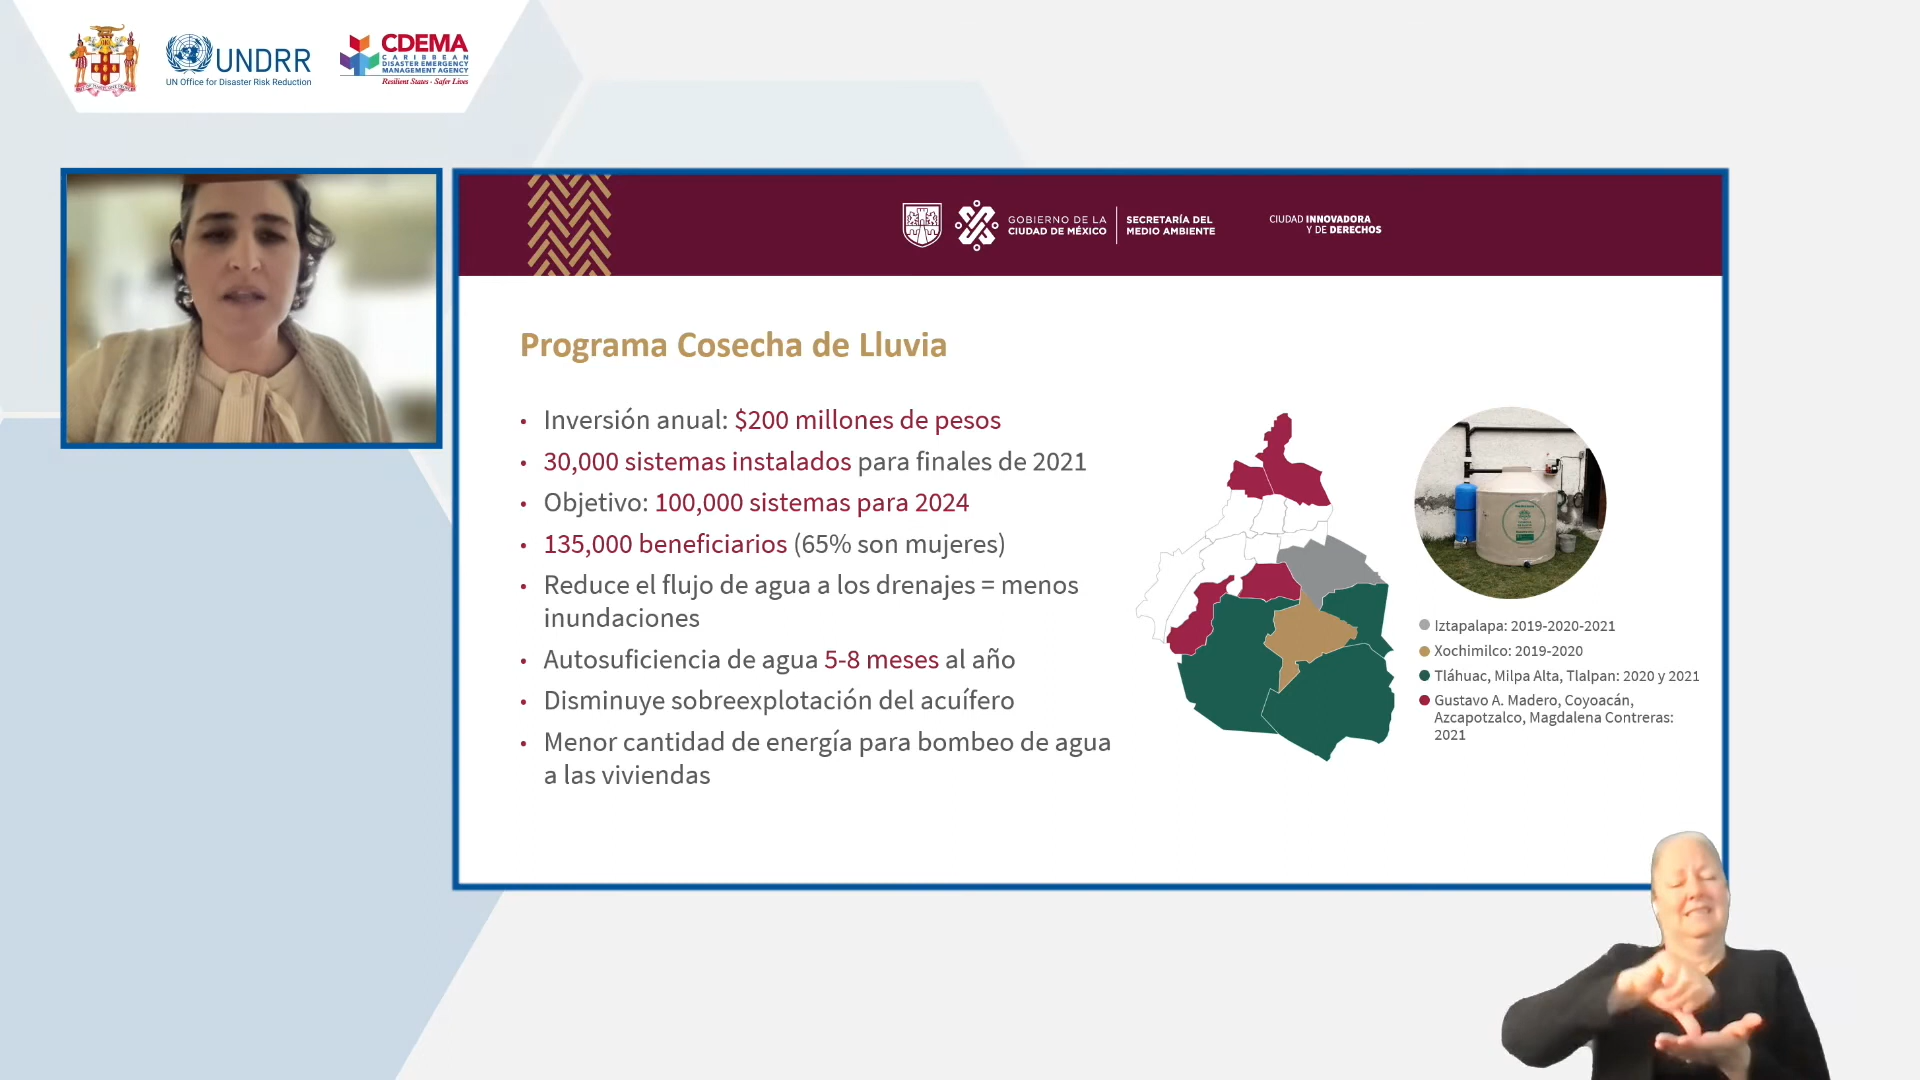 UNDRR
UN Office for Disaster Risk Reduction
CDEMA
CARIBBEAN
DISASTER EMERGENCY
MANAGEMENT AGENCY
Resilient States - Safer Lives
GOBIERNO DE LA
CIUDAD DE MÉXICO
SECRETARÍA DEL
MEDIO AMBIENTE
CIUDAD INNOVADORA
Y DE DERECHOS
Programa Cosecha de Lluvia
• Inversión anual: $200 millones de pesos
• 30,000 sistemas instalados para finales de 2021
• Objetivo: 100,000 sistemas para 2024
• 135,000 beneficiarios (65% son mujeres)
• Reduce el flujo de agua a los drenajes = menos
inundaciones
• Autosuficiencia de agua 5-8 meses al año
• Disminuye sobreexplotación del acuífero
• Menor cantidad de energía para bombeo de agua
a las viviendas
Iztapalapa: 2019-2020-2021
Xochimilco: 2019-2020
Tláhuac, Milpa Alta, Tlalpan: 2020 y 2021
Gustavo A. Madero, Coyoacán,
Azcapotzalco, Magdalena Contreras:
2021